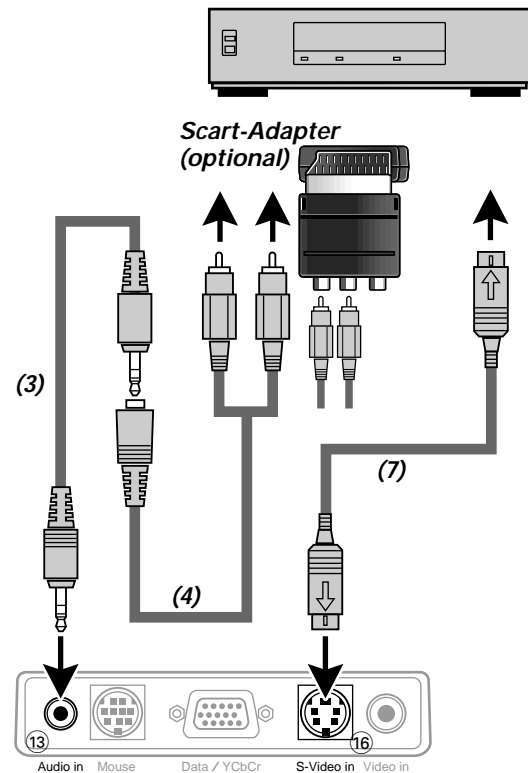 Scart-Adapter
(optional)
(3)
(7)
(4)
13
16
Audio in Mouse Data / YCbCr S-Video in Video in